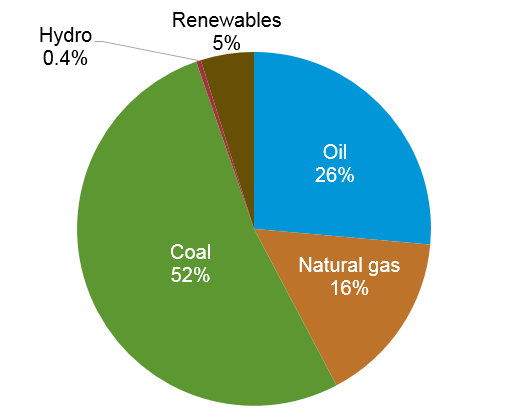 Renewables
5%
Hydro
0.4%
Oil
26%
Natural gas
16%
Coal
52%